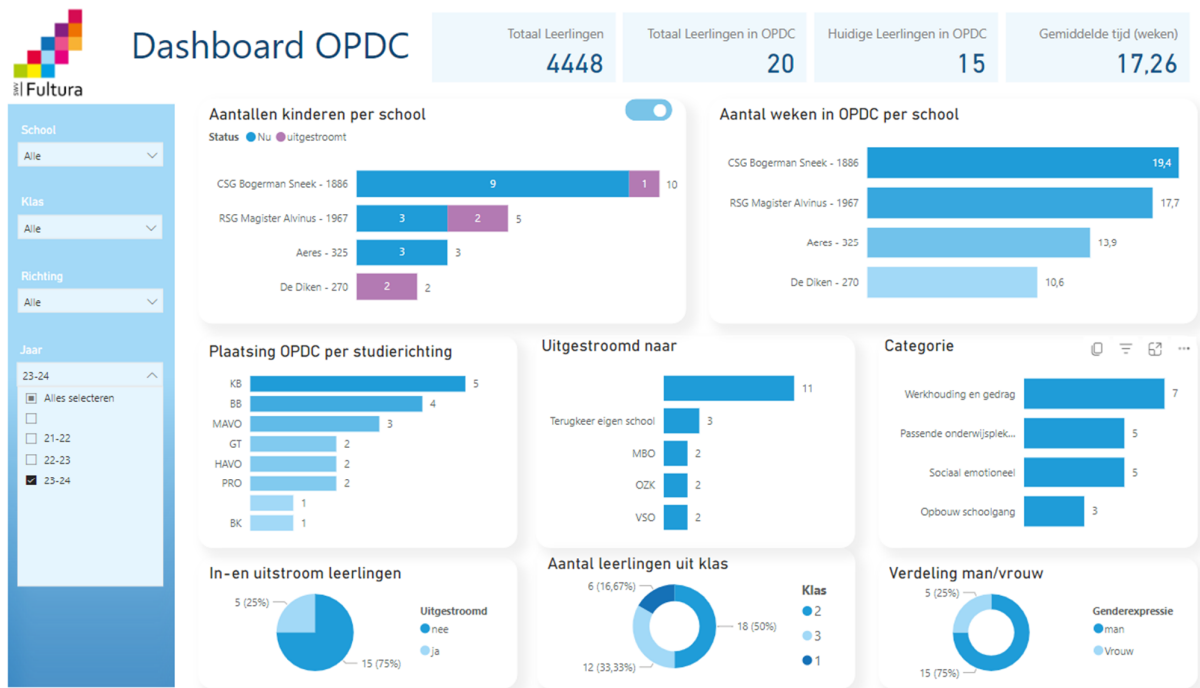 SWV Fultura
Dashboard OPDC
Totaal Leerlingen
4448
Totaal Leerlingen in OPDC
20
Huidige Leerlingen in OPDC
15
Gemiddelde tijd (weken)
17,26
School
Alle
Klas
Alle
Richting
Alle
Jaar
23-24
Alles selecteren
21-22
22-23
23-24
Aantallen kinderen per school
Status Nu uitgestroomt
CSG Bogerman Sneek - 1886 9 1 10
RSG Magister Alvinus - 1967 3 2 5
Aeres - 325 3 3
De Diken - 270 2 2
Aantal weken in OPDC per school
CSG Bogerman Sneek - 1886 19,4
RSG Magister Alvinus - 1967 17,7
Aeres - 325 13,9
De Diken - 270 10,6
Plaatsing OPDC per studierichting
KB 5
BB 4
MAVO 3
GT 2
HAVO 2
PRO 2
1
BK 1
Uitgestroomd naar
11
Terugkeer eigen school 3
MBO 2
OZK 2
VSO 2
Categorie
Werkhouding en gedrag 7
Passende onderwijsplek... 5
Sociaal emotioneel 5
Opbouw schoolgang 3
In-en uitstroom leerlingen
5 (25%)
15 (75%)
Uitgestroomd
nee
ja
Aantal leerlingen uit klas
6 (16,67%)
18 (50%)
12 (33,33%)
Klas
2
3
1
Verdeling man/vrouw
5 (25%)
15 (75%)
Genderexpressie
man
Vrouw